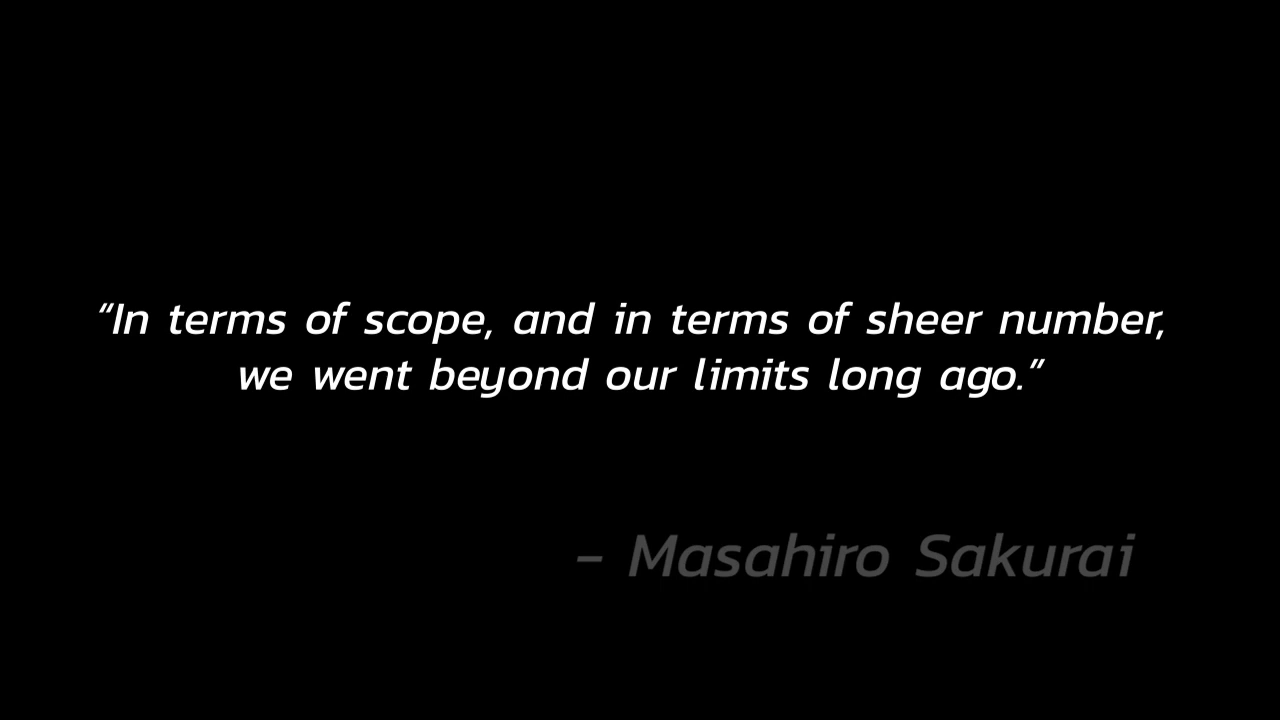 “In terms of scope, and in terms of sheer number,
we went beyond our limits long ago.”
- Masahiro Sakurai